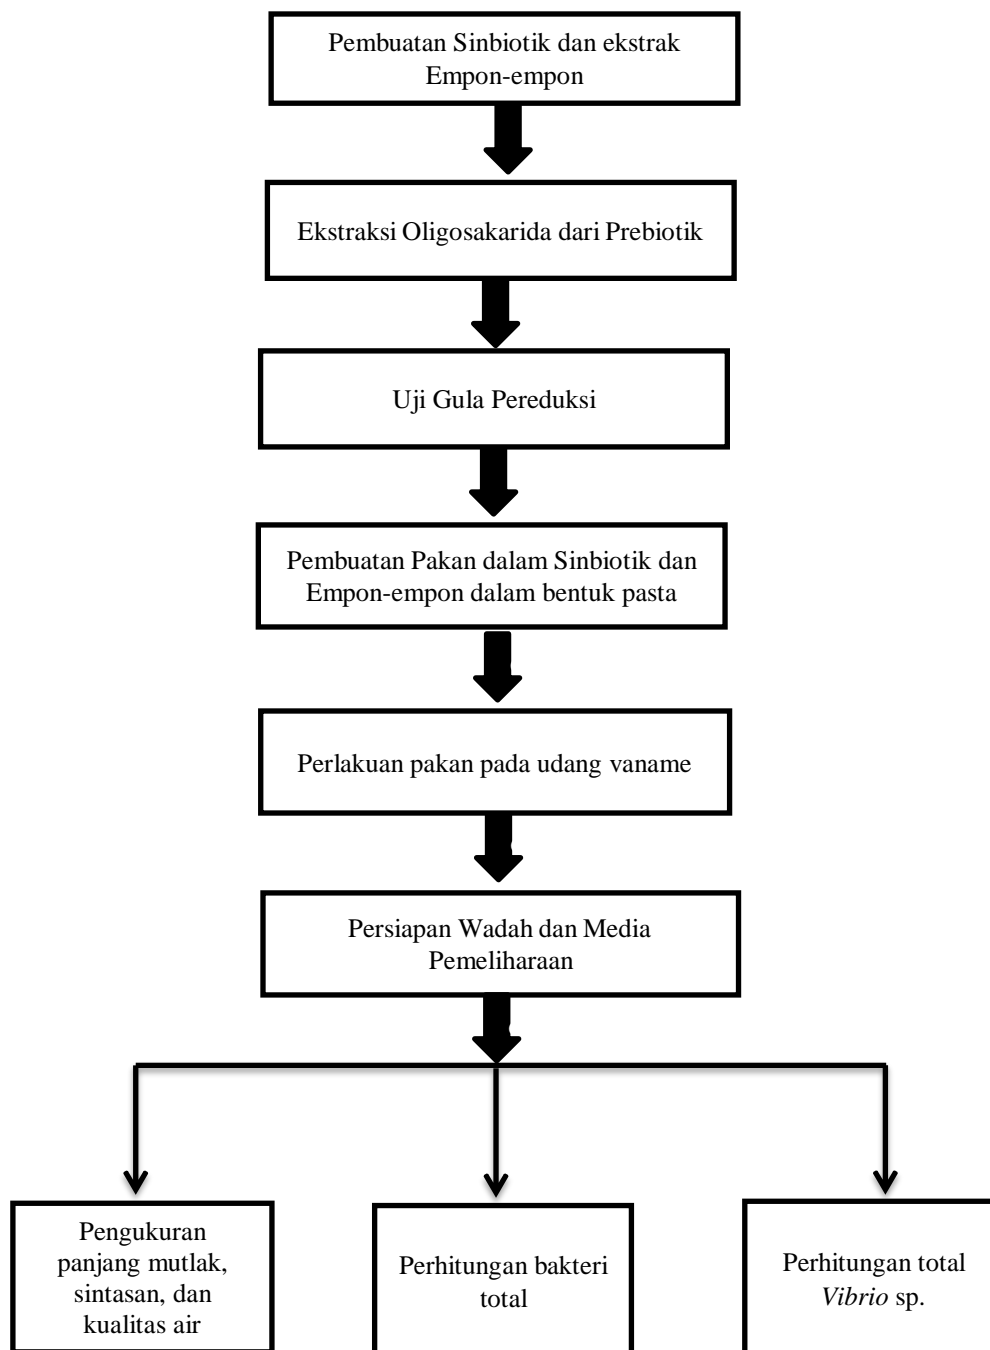 Pembuatan Sinbiotik dan ekstrak
Empon-empon
Ekstraksi Oligosakarida dari Prebiotik
Uji Gula Pereduksi
Pembuatan Pakan dalam Sinbiotik dan
Empon-empon dalam bentuk pasta
Perlakuan pakan pada udang vaname
Persiapan Wadah dan Media
Pemeliharaan
Pengukuran
panjang mutlak,
sintasan, dan
kualitas air
Perhitungan bakteri
total
Perhitungan total
Vibrio sp.